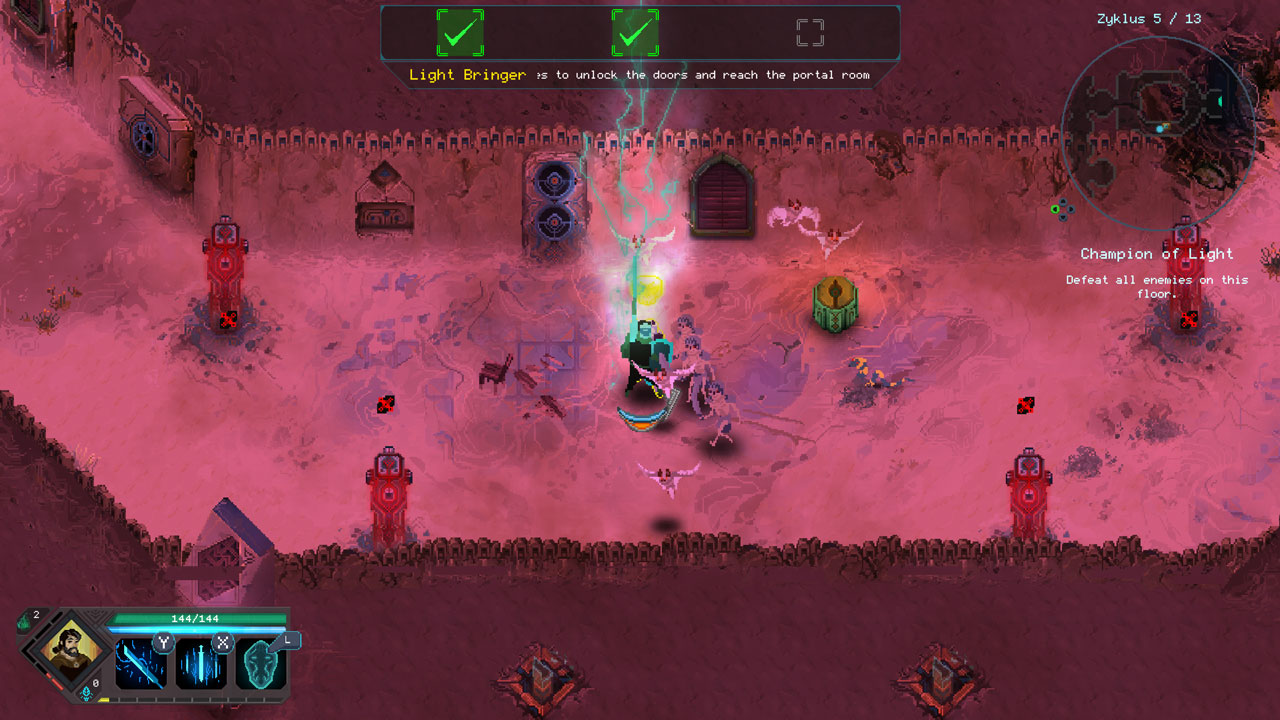 Zyklus 5 / 13
Light Bringer
es to unlock the doors and reach the portal room
Champion of Light
Defeat all enemies on this
floor.
2
144/144
Y
X
L
0